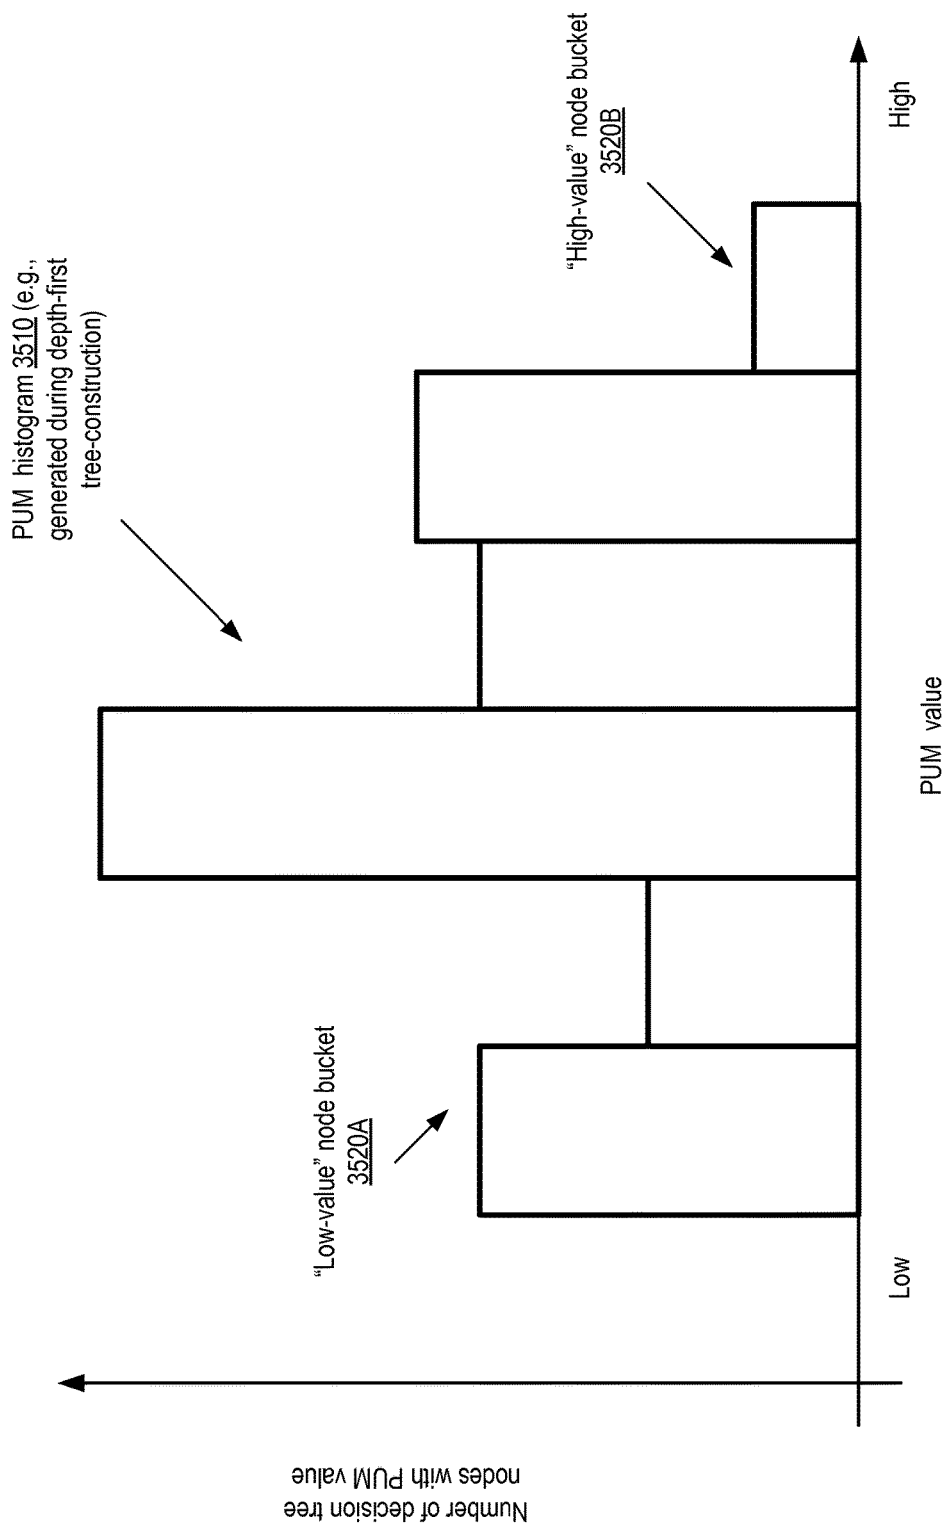 PUM histogram 3510 (e.g.,
generated during depth-first
tree-construction)
"High-value" node bucket
3520B
"Low-value" node bucket
3520A
Number of decision tree
nodes with PUM value
Low
PUM value
High